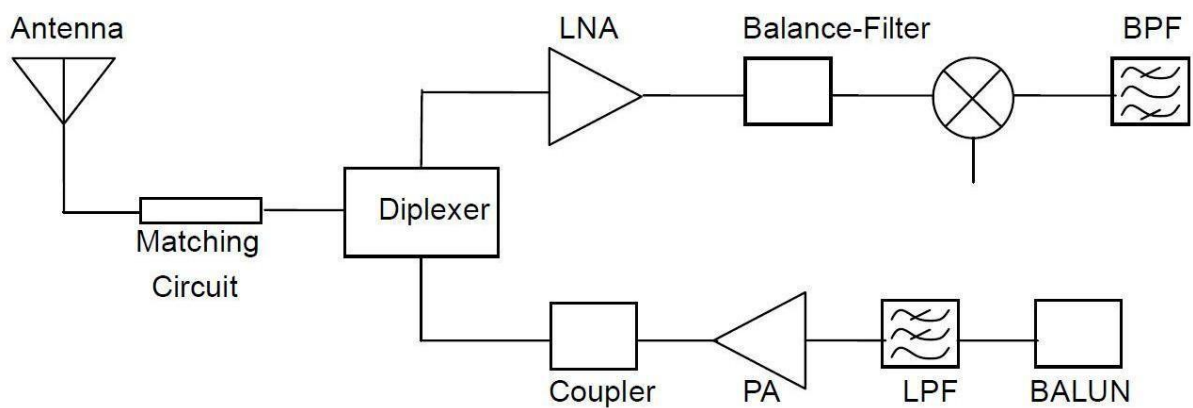 Antenna
LNA
Balance-Filter
BPF
Diplexer
Matching
Circuit
Coupler
PA
LPF
BALUN